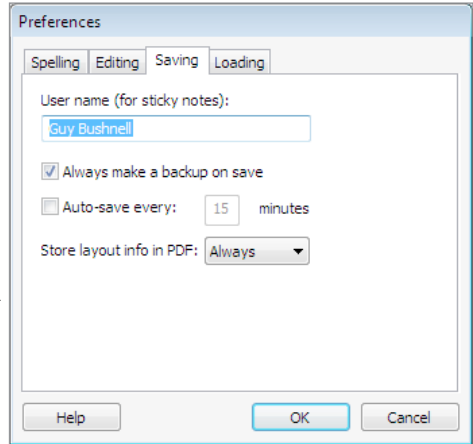 Preferences
Spelling Editing Saving Loading
User name (for sticky notes):
Guy Bushnell
Always make a backup on save
Auto-save every: 15 minutes
Store layout info in PDF: Always
Help OK Cancel